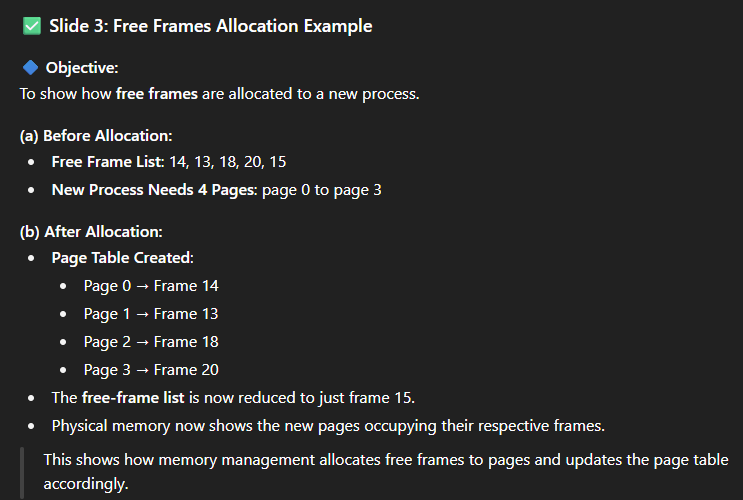 ✅ Slide 3: Free Frames Allocation Example
🔷 Objective:
To show how free frames are allocated to a new process.
(a) Before Allocation:
• Free Frame List: 14, 13, 18, 20, 15
• New Process Needs 4 Pages: page 0 to page 3
(b) After Allocation:
• Page Table Created:
• Page 0 → Frame 14
• Page 1 → Frame 13
• Page 2 → Frame 18
• Page 3 → Frame 20
• The free-frame list is now reduced to just frame 15.
• Physical memory now shows the new pages occupying their respective frames.
This shows how memory management allocates free frames to pages and updates the page table
accordingly.